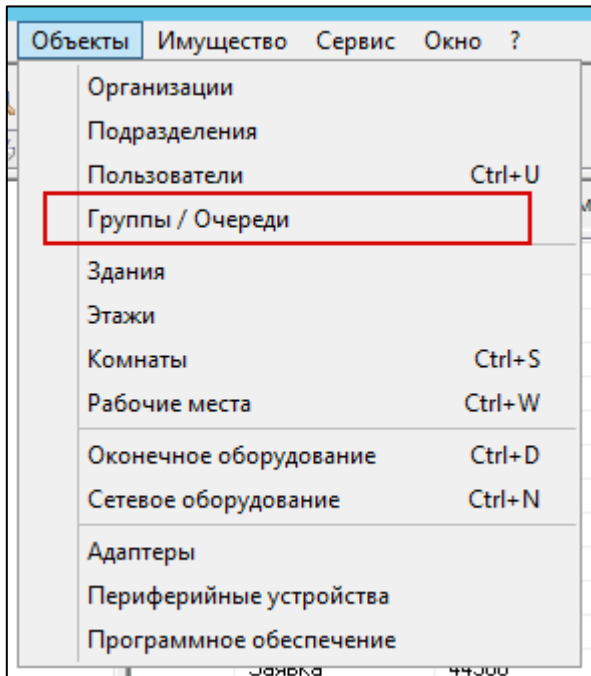 Объекты Имущество Сервис Окно ?
Организации
Подразделения
Пользователи Ctrl+U
Группы / Очереди
Здания
Этажи
Комнаты Ctrl+S
Рабочие места Ctrl+W
Оконечное оборудование Ctrl+D
Сетевое оборудование Ctrl+N
Адаптеры
Периферийные устройства
Программное обеспечение
Заявка